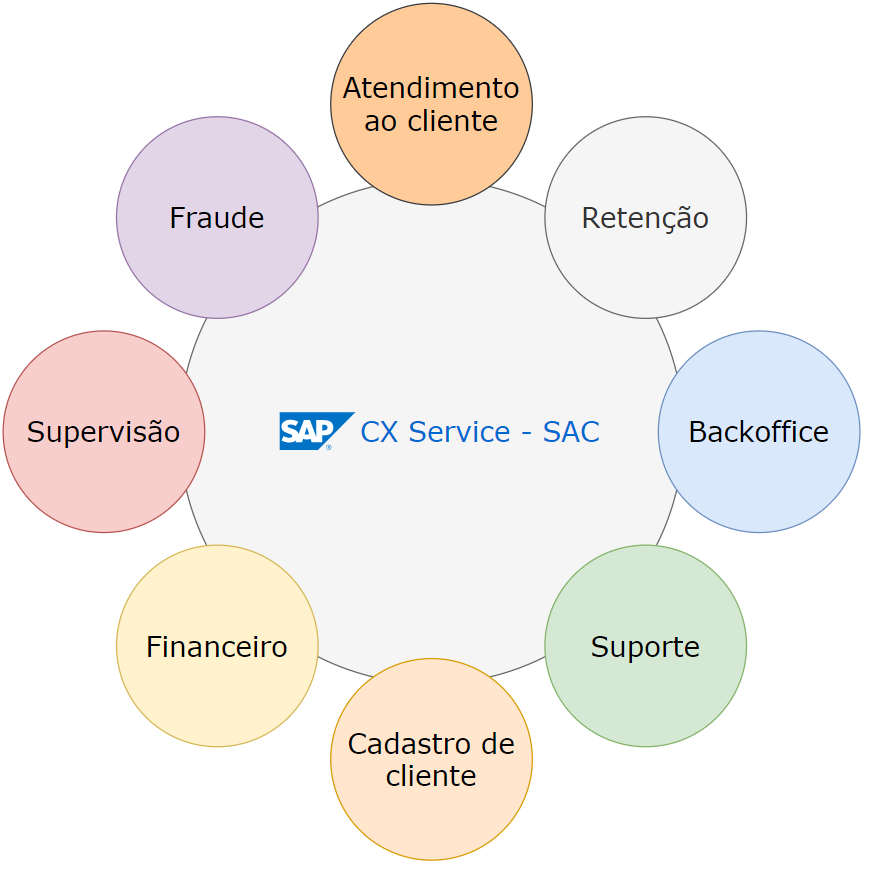 Atendimento
ao cliente
Fraude
Retenção
Supervisão
SAP® CX Service - SAC
Backoffice
Financeiro
Suporte
Cadastro de
cliente